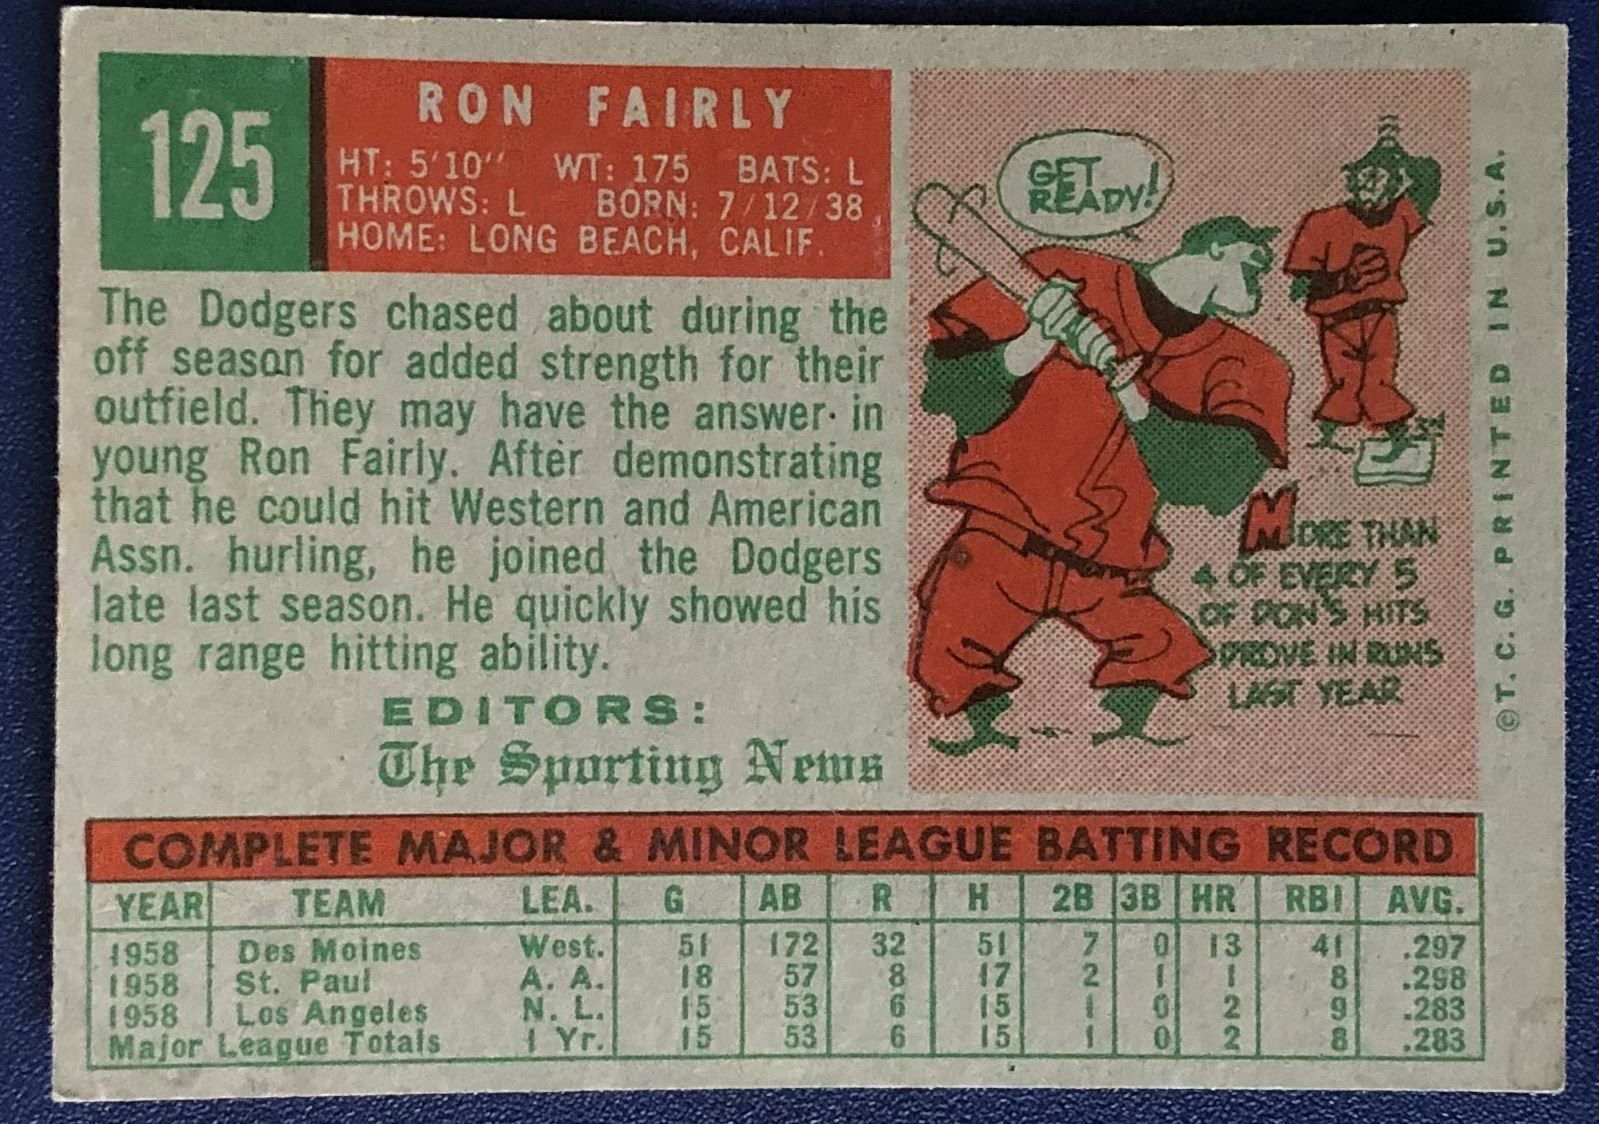 125
RON FAIRLY
HT: 5'10" WT: 175 BATS: L
THROWS: L BORN: 7/12/38
HOME: LONG BEACH, CALIF.
The Dodgers chased about during the
off season for added strength for their
outfield. They may have the answer in
young Ron Fairly. After demonstrating
that he could hit Western and American
Assn. hurling, he joined the Dodgers
late last season. He quickly showed his
long range hitting ability.
EDITORS:
The Sporting News
GET
READY!
MORE THAN
4 OF EVERY 5
OF RON'S HITS
DROVE IN RUNS
LAST YEAR
©T. C. G. PRINTED IN U.S.A.
COMPLETE MAJOR & MINOR LEAGUE BATTING RECORD
YEAR TEAM LEA. G AB R H 2B 3B HR RBI AVG.
1958 Des Moines West. 51 172 32 51 7 0 13 41 .297
1958 St. Paul A. A. 18 57 8 17 2 1 1 8 .298
1958 Los Angeles N. L. 15 53 6 15 1 0 2 9 .283
Major League Totals 1 Yr. 15 53 6 15 1 0 2 8 .283